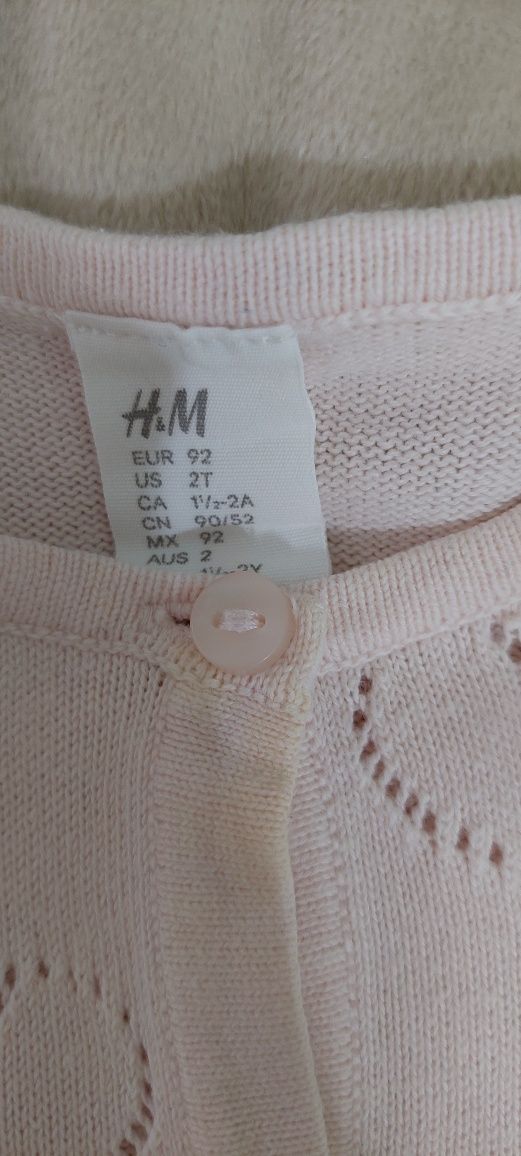 H&M
EUR 92
US 2T
CA 1½-2A
CN 90/52
MX 92
AUS 2